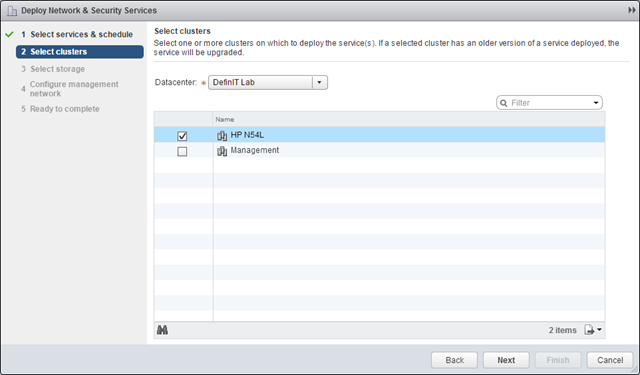 Deploy Network & Security Services
1 Select services & schedule
2 Select clusters
3 Select storage
4 Configure management
network
5 Ready to complete
Select clusters
Select one or more clusters on which to deploy the service(s). If a selected cluster has an older version of a service deployed, the
service will be upgraded.
Datacenter: * DefinIT Lab
Filter
Name
HP N54L
Management
2 items
Back Next Finish Cancel